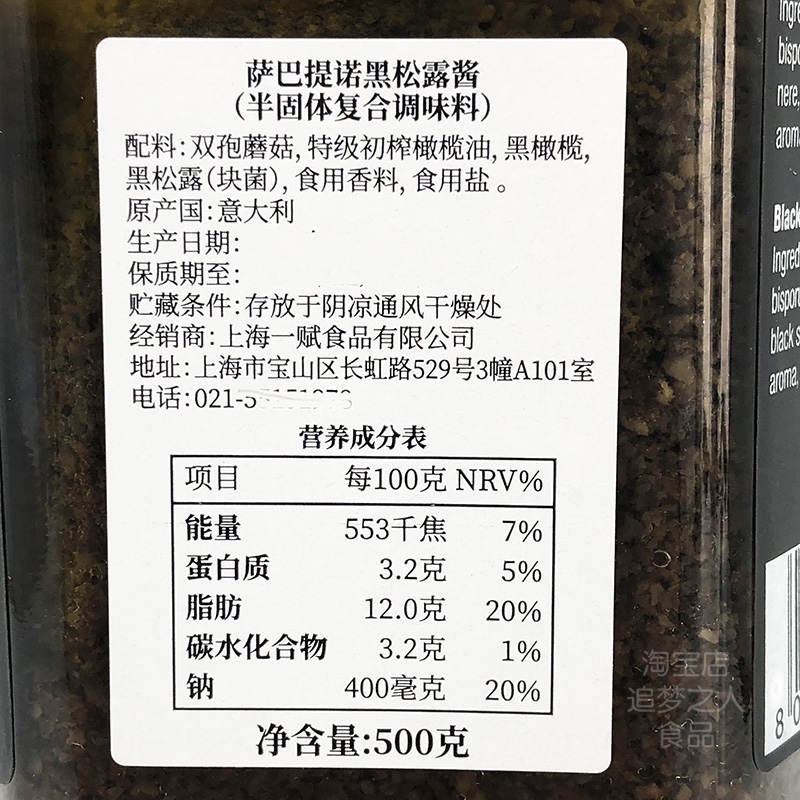 萨巴提诺黑松露酱
（半固体复合调味料）
配料：双孢蘑菇，特级初榨橄榄油，黑橄榄，
黑松露（块菌），食用香料，食用盐。
原产国：意大利
生产日期：
保质期至：
贮藏条件：存放于阴凉通风干燥处
经销商：上海一赋食品有限公司
地址：上海市宝山区长虹路529号3幢A101室
电话：021-5
营养成分表
项目 每100克 NRV%
能量 553千焦 7%
蛋白质 3.2克 5%
脂肪 12.0克 20%
碳水化合物 3.2克 1%
钠 400毫克 20%
净含量：500克
nere,
Black
black s
aroma,
8 0
淘宝店
追梦之人
食品